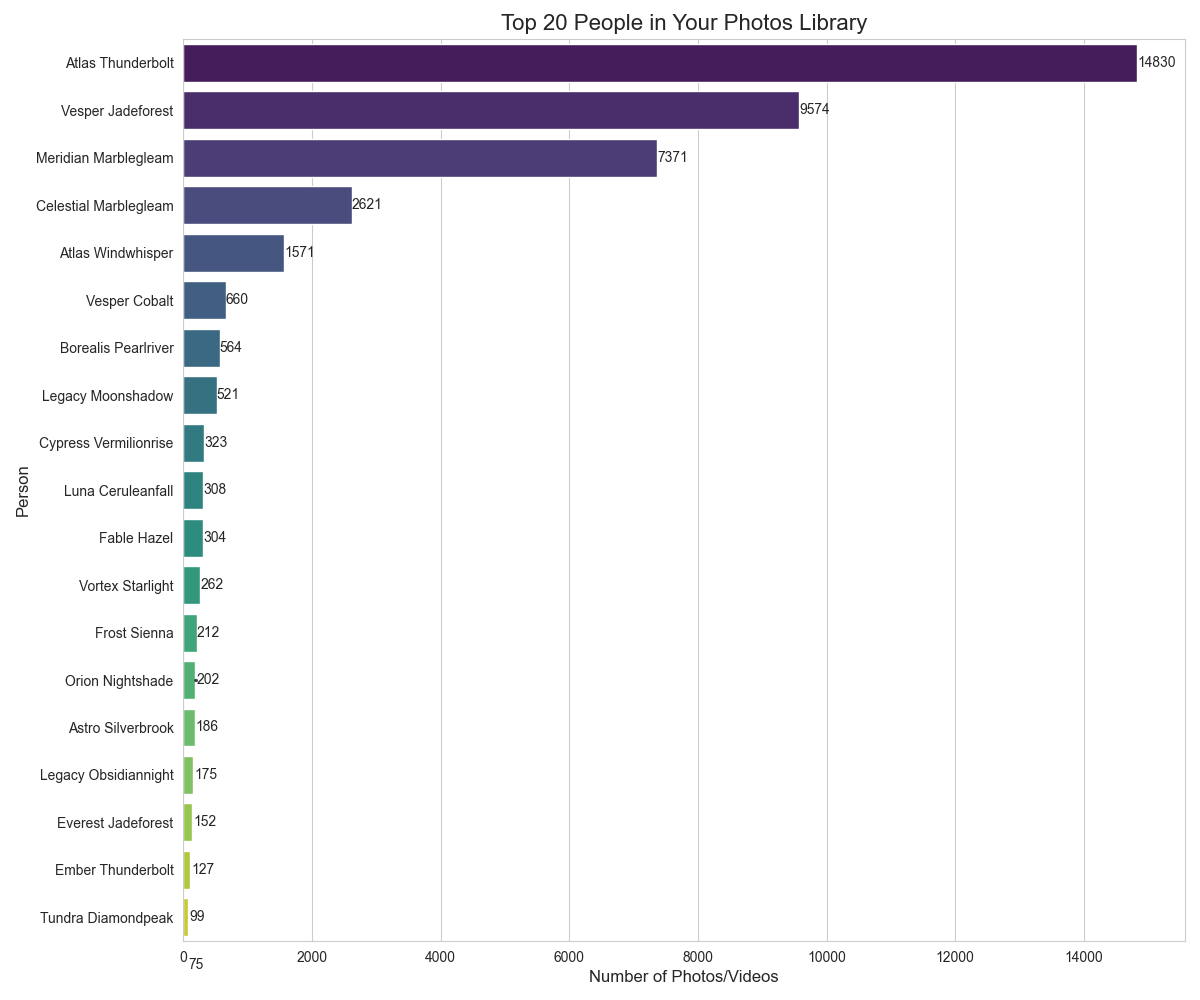 Top 20 People in Your Photos Library
Person
Atlas Thunderbolt 14830
Vesper Jadeforest 9574
Meridian Marblegleam 7371
Celestial Marblegleam 2621
Atlas Windwhisper 1571
Vesper Cobalt 660
Borealis Pearlriver 564
Legacy Moonshadow 521
Cypress Vermilionrise 323
Luna Ceruleanfall 308
Fable Hazel 304
Vortex Starlight 262
Frost Sienna 212
Orion Nightshade 202
Astro Silverbrook 186
Legacy Obsidiannight 175
Everest Jadeforest 152
Ember Thunderbolt 127
Tundra Diamondpeak 99
0 2000 4000 6000 8000 10000 12000 14000
75
Number of Photos/Videos